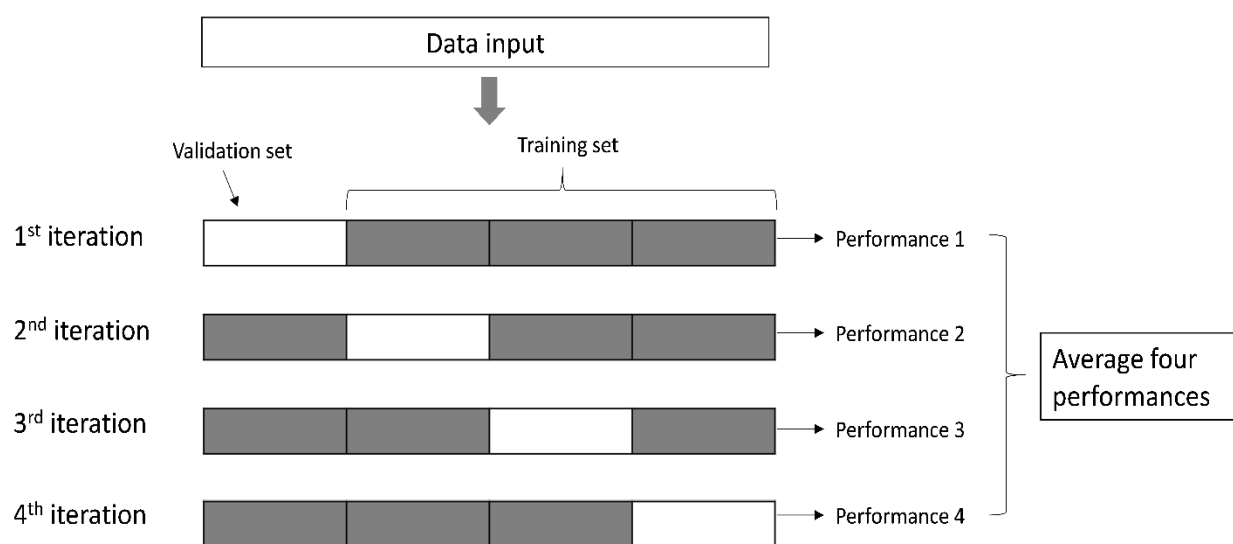 Data input
Validation set
Training set
1st iteration
Performance 1
2nd iteration
Performance 2
3rd iteration
Performance 3
4th iteration
Performance 4
Average four
performances